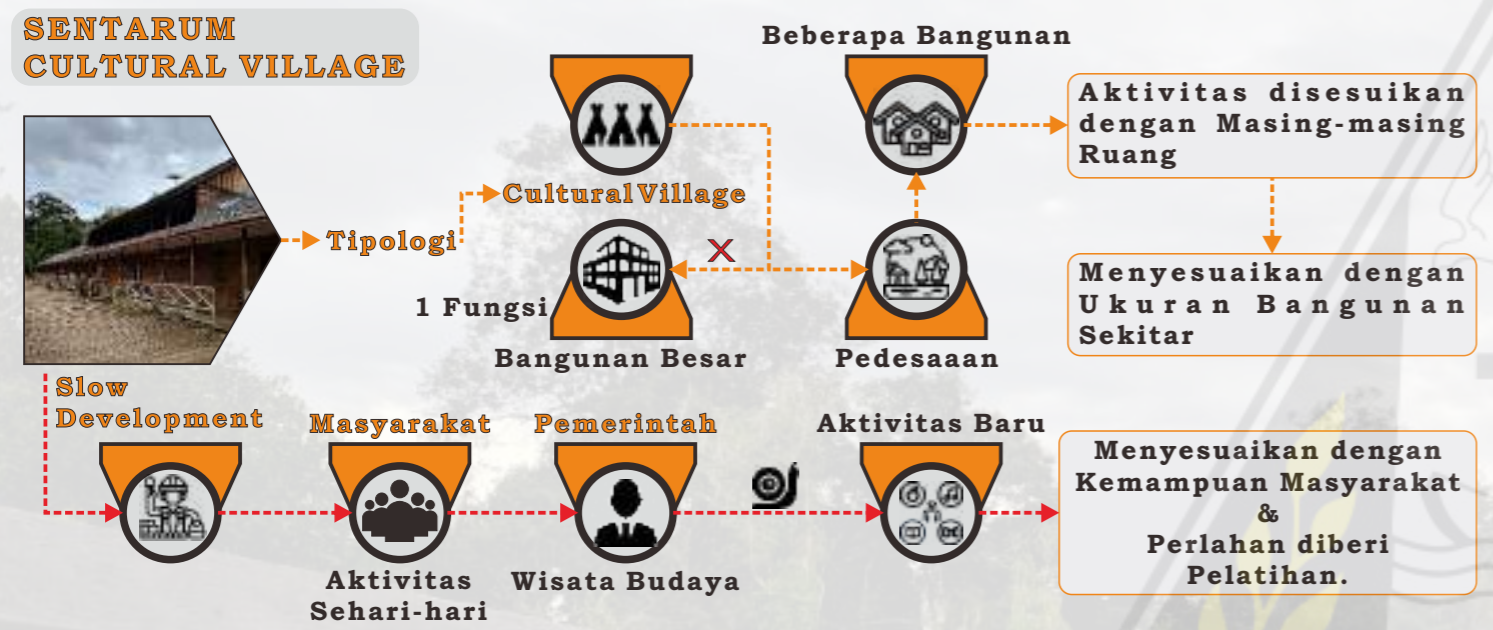 SENTARUM
CULTURAL VILLAGE
Tipologi
Cultural Village
1 Fungsi
Bangunan Besar
X
Pedesaaan
Beberapa Bangunan
Aktivitas disesuikan
dengan Masing-masing
Ruang
Menyesuaikan dengan
Ukuran Bangunan
Sekitar
Slow
Development
Masyarakat
Aktivitas
Sehari-hari
Pemerintah
Wisata Budaya
Aktivitas Baru
Menyesuaikan dengan
Kemampuan Masyarakat
&
Perlahan diberi
Pelatihan.